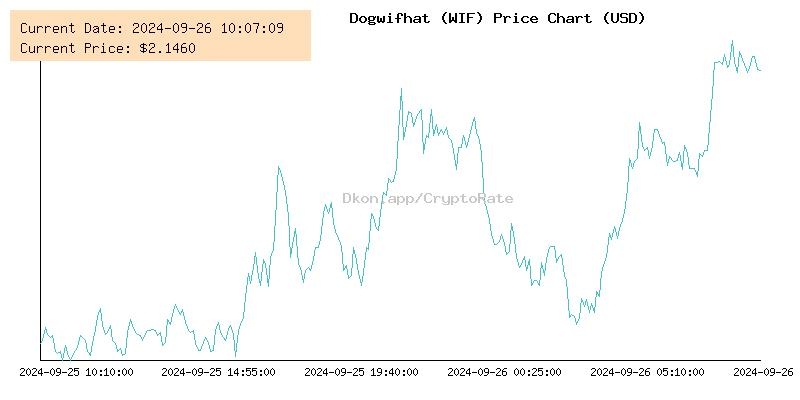 Dogwifhat (WIF) Price Chart (USD)
Current Date: 2024-09-26 10:07:09
Current Price: $2.1460
Dkon.app/CryptoRate
2024-09-25 10:10:00 2024-09-25 14:55:00 2024-09-25 19:40:00 2024-09-26 00:25:00 2024-09-26 05:10:00 2024-09-26